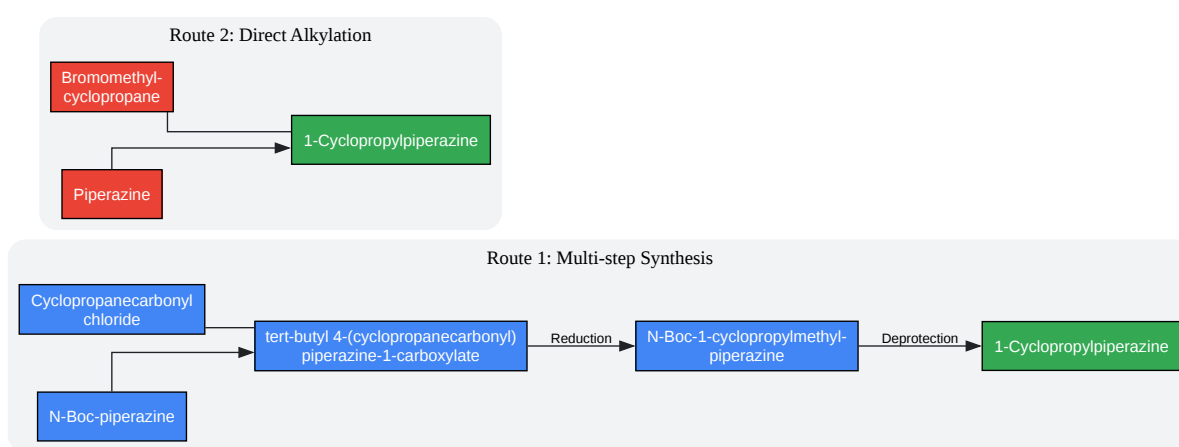 Route 2: Direct Alkylation
Bromomethyl-
cyclopropane
1-Cyclopropylpiperazine
Piperazine
Route 1: Multi-step Synthesis
Cyclopropanecarbonyl
chloride
tert-butyl 4-(cyclopropanecarbonyl)
piperazine-1-carboxylate
Reduction
N-Boc-1-cyclopropylmethyl-
piperazine
Deprotection
1-Cyclopropylpiperazine
N-Boc-piperazine